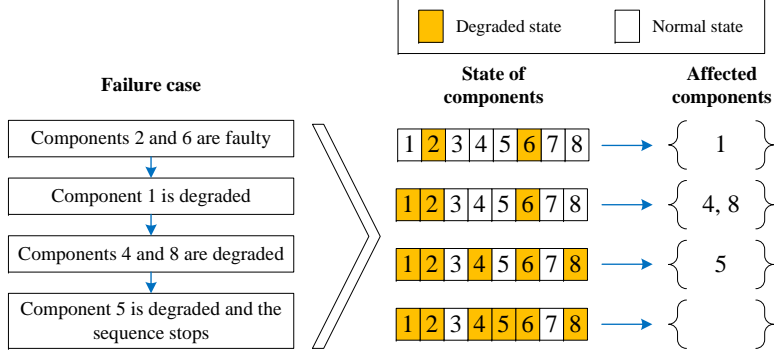 Degraded state
Normal state
Failure case
State of
components
Affected
components
Components 2 and 6 are faulty
1 2 3 4 5 6 7 8
{ 1 }
Component 1 is degraded
1 2 3 4 5 6 7 8
{ 4, 8 }
Components 4 and 8 are degraded
1 2 3 4 5 6 7 8
{ 5 }
Component 5 is degraded and the
sequence stops
1 2 3 4 5 6 7 8
{ }